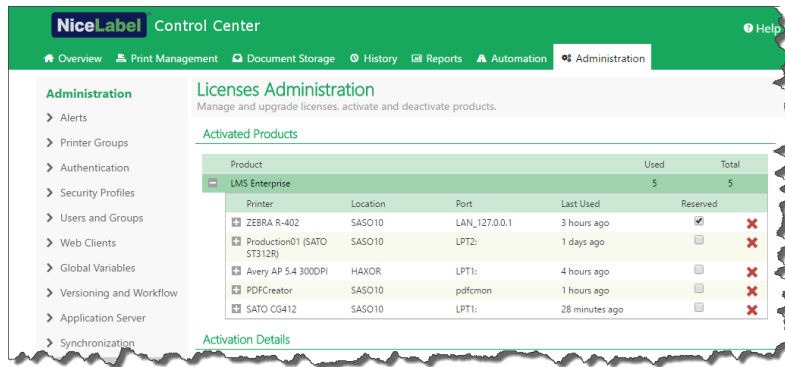 NiceLabel Control Center
Help
Overview Print Management Document Storage History Reports Automation Administration
Administration
Alerts
Printer Groups
Authentication
Security Profiles
Users and Groups
Web Clients
Global Variables
Versioning and Workflow
Application Server
Synchronization
Licenses Administration
Manage and upgrade licenses, activate and deactivate products.
Activated Products
Product Used Total
LMS Enterprise 5 5
Printer Location Port Last Used Reserved
ZEBRA R-402 SASO10 LAN_127.0.0.1 3 hours ago
Production01 (SATO SASO10 LPT2: 1 days ago
ST312R)
Avery AP 5.4 300DPI HAXOR LPT1: 4 hours ago
PDFCreator SASO10 pdfcmon 1 hours ago
SATO CG412 SASO10 LPT1: 28 minutes ago
Activation Details